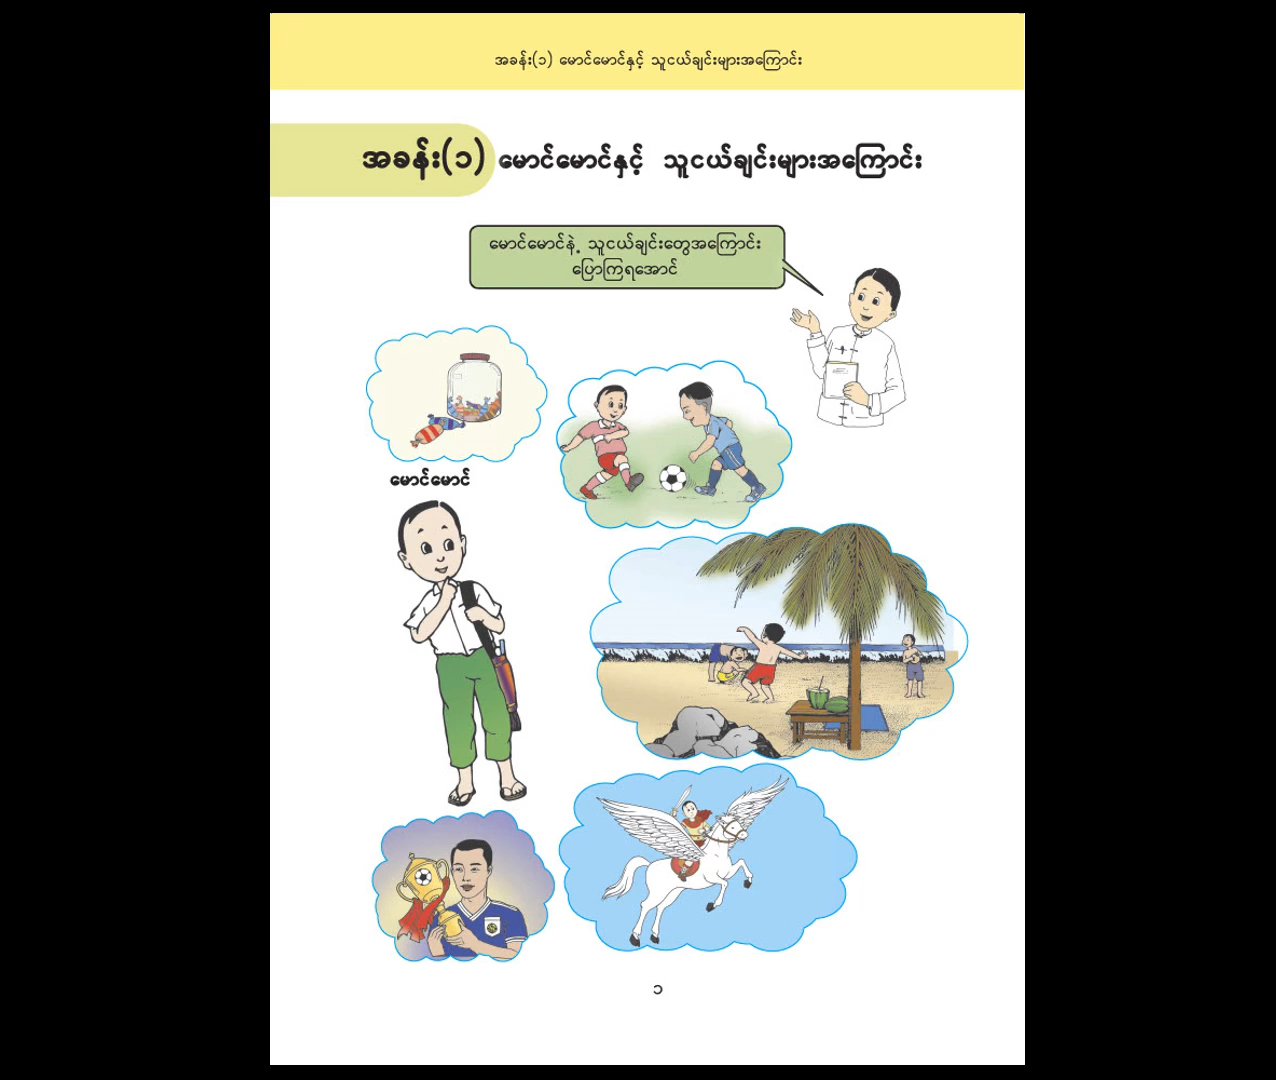 အခန်း(၁) မောင်မောင်နှင့် သူငယ်ချင်းများအကြောင်း
အခန်း(၁) မောင်မောင်နှင့် သူငယ်ချင်းများအကြောင်း
မောင်မောင်နဲ့ သူငယ်ချင်းတွေအကြောင်း
ပြောကြရအောင်
မောင်မောင်
၁